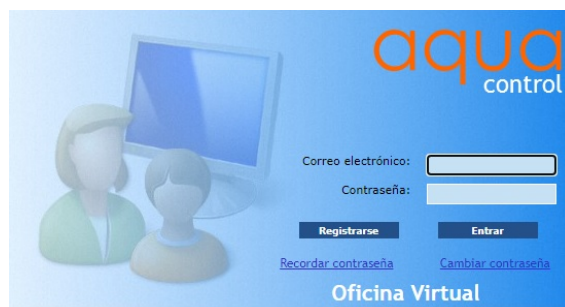 aqua
control
Correo electrónico:
Contraseña:
Registrarse Entrar
Recordar contraseña Cambiar contraseña
Oficina Virtual